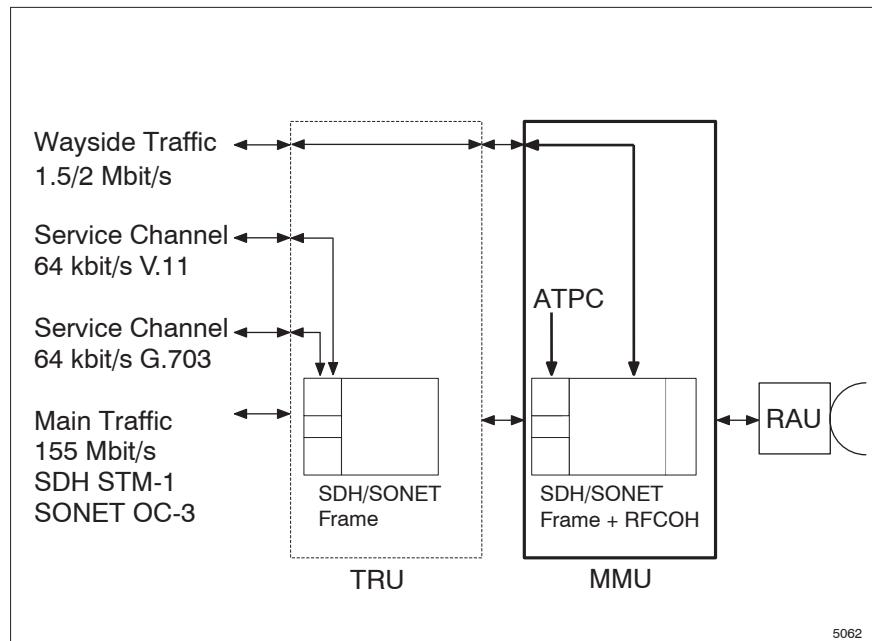 Wayside Traffic
1.5/2 Mbit/s
Service Channel
64 kbit/s V.11
Service Channel
64 kbit/s G.703
Main Traffic
155 Mbit/s
SDH STM-1
SONET OC-3
SDH/SONET
Frame
TRU
ATPC
SDH/SONET
Frame + RFCOH
MMU
RAU
5062